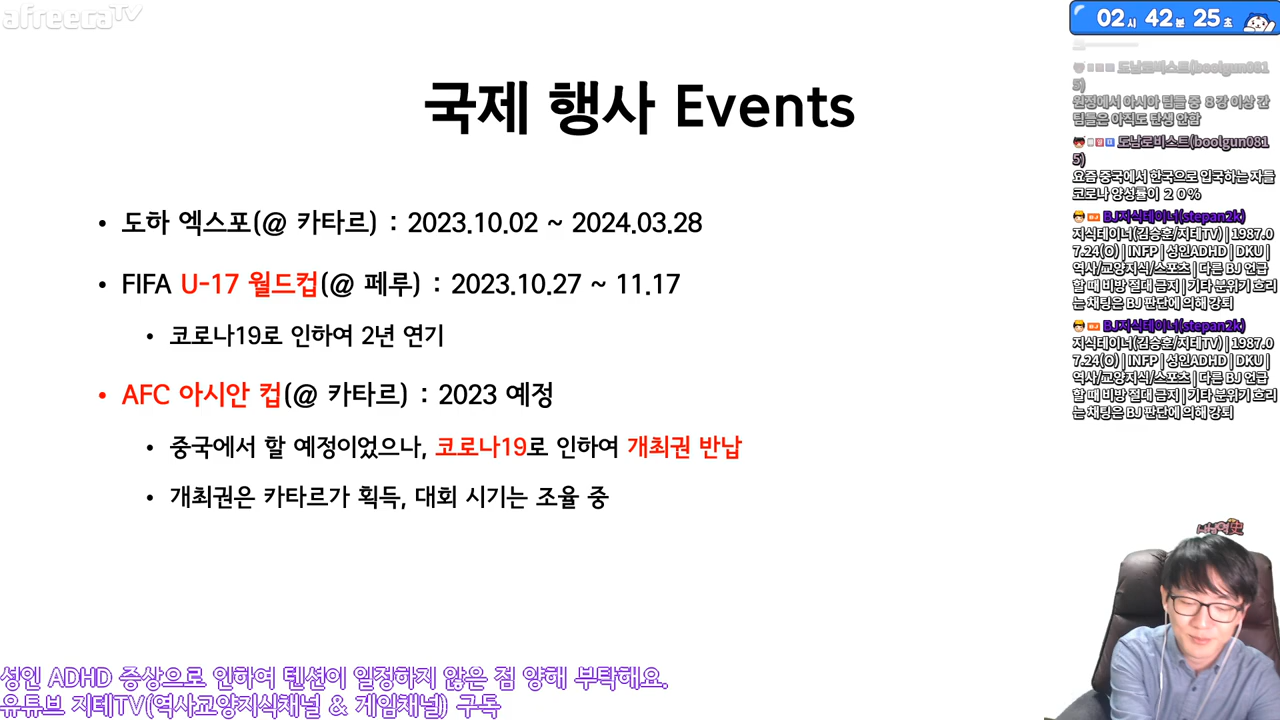 afreecaTV
02시 42분 25초
국제 행사 Events
• 도하 엑스포(@ 카타르) : 2023.10.02 ~ 2024.03.28
• FIFA U-17 월드컵(@ 페루) : 2023.10.27 ~ 11.17
• 코로나19로 인하여 2년 연기
• AFC 아시안 컵(@ 카타르) : 2023 예정
• 중국에서 할 예정이었으나, 코로나19로 인하여 개최권 반납
• 개최권은 카타르가 획득, 대회 시기는 조율 중
도남로비스트(boolgun081
5)
원정에서 아시아 팀들 중 8강 이상 간
팀들은 아직도 탄생 안함
도남로비스트(boolgun081
5)
요즘 중국에서 한국으로 입국하는 자들
코로나 양성률이 20%
BJ지식테이너(stepan2k)
지식테이너(김승훈/지테TV) | 1987.0
7.24(O) | INFP | 성인ADHD | DKU |
역사/교양지식/스포츠 | 다른 BJ 언급
할 때 비방 절대 금지 | 기타 분위기 흐리
는 채팅은 BJ 판단에 의해 강퇴
BJ지식테이너(stepan2k)
지식테이너(김승훈/지테TV) | 1987.0
7.24(O) | INFP | 성인ADHD | DKU |
역사/교양지식/스포츠 | 다른 BJ 언급
할 때 비방 절대 금지 | 기타 분위기 흐리
는 채팅은 BJ 판단에 의해 강퇴
성인 ADHD 증상으로 인하여 텐션이 일정하지 않은 점 양해 부탁해요.
유튜브 지테TV(역사교양지식채널 & 게임채널) 구독